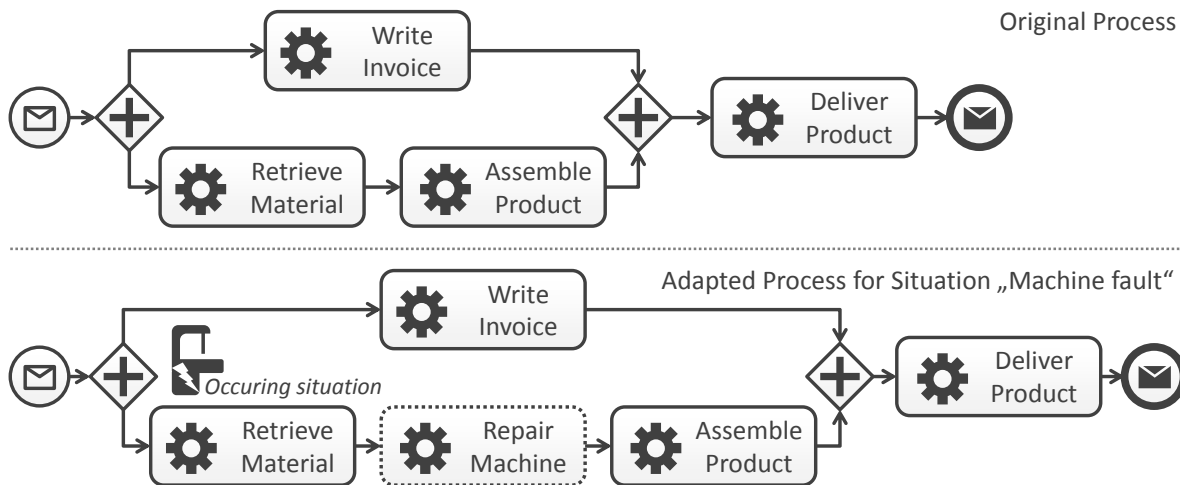 Original Process
Write
Invoice
Deliver
Product
Retrieve
Material
Assemble
Product
Adapted Process for Situation „Machine fault“
Write
Invoice
Occuring situation
Deliver
Product
Retrieve
Material
Repair
Machine
Assemble
Product